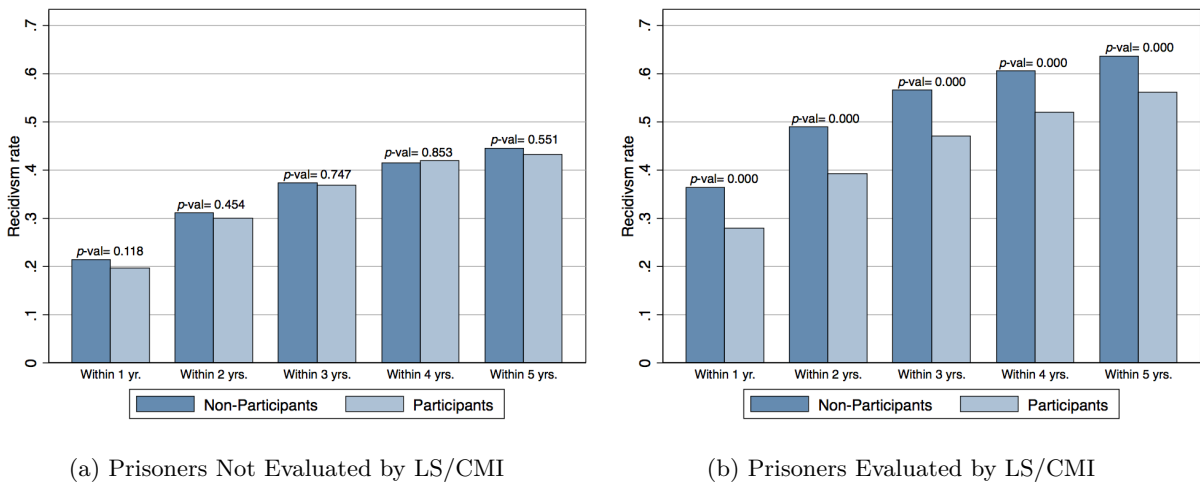 Recidivsm rate
.7
.6
.5
.4
.3
.2
.1
0
p-val= 0.118
p-val= 0.454
p-val= 0.747
p-val= 0.853
p-val= 0.551
Within 1 yr.
Within 2 yrs.
Within 3 yrs.
Within 4 yrs.
Within 5 yrs.
Non-Participants
Participants
(a) Prisoners Not Evaluated by LS/CMI
Recidivsm rate
.7
.6
.5
.4
.3
.2
.1
0
p-val= 0.000
p-val= 0.000
p-val= 0.000
p-val= 0.000
p-val= 0.000
Within 1 yr.
Within 2 yrs.
Within 3 yrs.
Within 4 yrs.
Within 5 yrs.
Non-Participants
Participants
(b) Prisoners Evaluated by LS/CMI